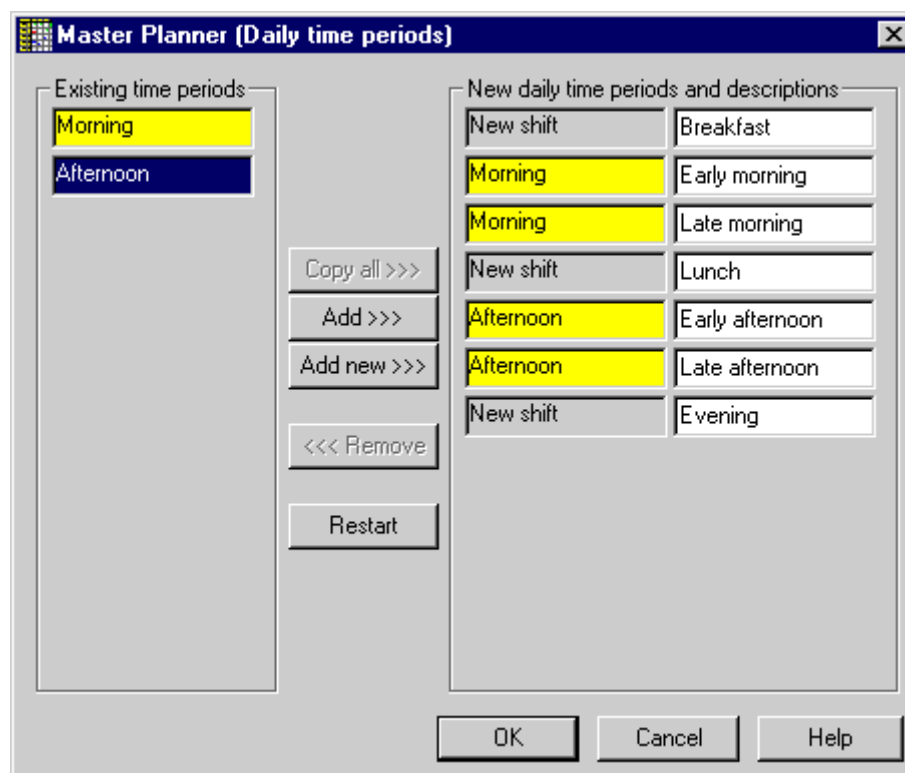 Master Planner (Daily time periods)
Existing time periods
Morning
Afternoon
Copy all >>>
Add >>>
Add new >>>
<<< Remove
Restart
New daily time periods and descriptions
New shift Breakfast
Morning Early morning
Morning Late morning
New shift Lunch
Afternoon Early afternoon
Afternoon Late afternoon
New shift Evening
OK Cancel Help